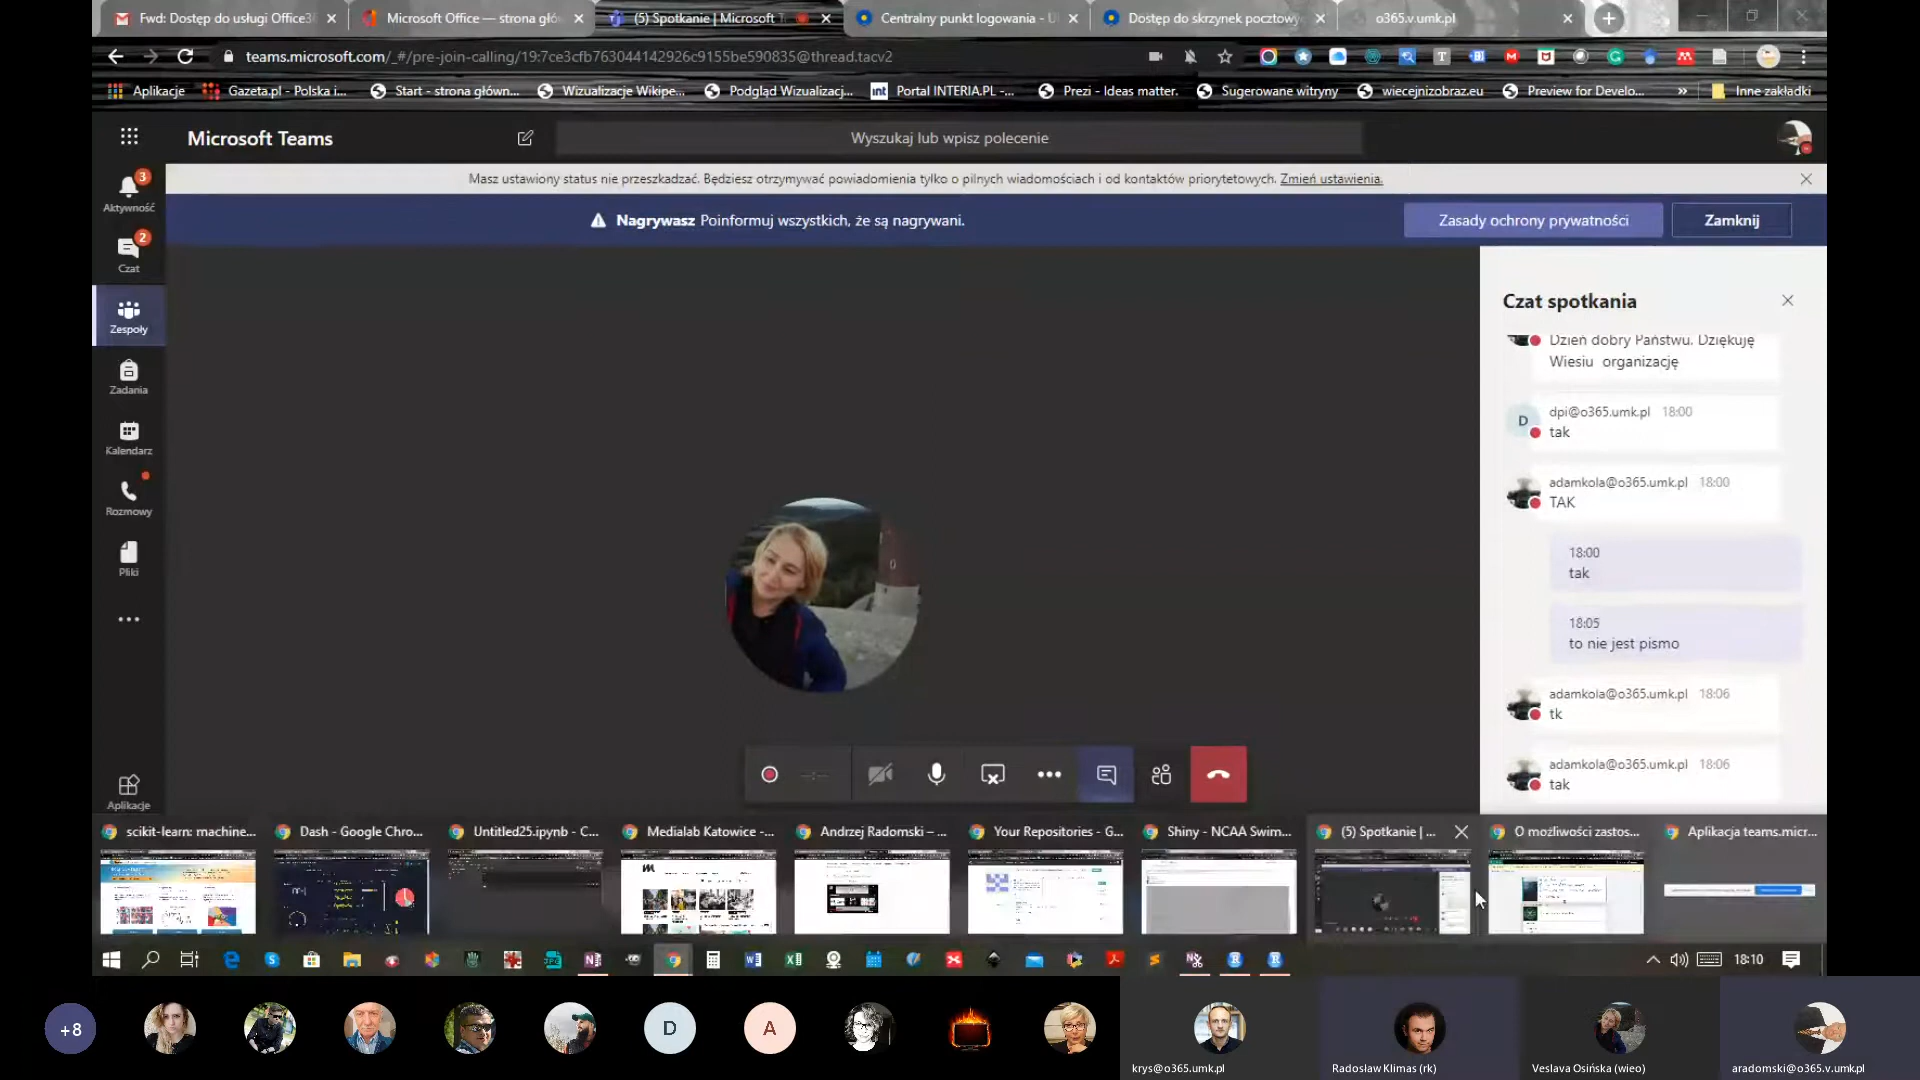 Fwd: Dostęp do usługi Office3
Microsoft Office — strona głó
(5) Spotkanie | Microsoft T
Centralny punkt logowania - U
Dostęp do skrzynek pocztowy
o365.v.umk.pl
teams.microsoft.com/_#/pre-join-calling/19:7ce3cfb763044142926c9155be590835@thread.tacv2
Aplikacje
Gazeta.pl - Polska i...
Start - strona główn...
Wizualizacje Wikipe...
Podgląd Wizualizacj...
Portal INTERIA.PL -...
Prezi - Ideas matter.
Sugerowane witryny
wiecejnizobraz.eu
Preview for Develo...
»
Inne zakładki
Microsoft Teams
Wyszukaj lub wpisz polecenie
Masz ustawiony status nie przeszkadzać. Będziesz otrzymywać powiadomienia tylko o pilnych wiadomościach i od kontaktów priorytetowych. Zmień ustawienia.
Nagrywasz Poinformuj wszystkich, że są nagrywani.
Zasady ochrony prywatności
Zamknij
3
Aktywność
2
Czat
Zespoły
Zadania
Kalendarz
Rozmowy
Pliki
Aplikacje
Czat spotkania
Dzień dobry Państwu. Dziękuję
Wiesiu organizację
D
dpi@o365.umk.pl 18:00
tak
adamkola@o365.umk.pl 18:00
TAK
18:00
tak
18:05
to nie jest pismo
adamkola@o365.umk.pl 18:06
tk
adamkola@o365.umk.pl 18:06
tak
scikit-learn: machine...
Dash - Google Chro...
Untitled25.ipynb - C...
Medialab Katowice -...
Andrzej Radomski – ...
Your Repositories - G...
Shiny - NCAA Swim...
(5) Spotkanie | ...
O możliwości zastos...
Aplikacja teams.micr...
18:10
+8
D
A
krys@o365.umk.pl
Radosław Klimas (rk)
Veslava Osińska (wieo)
aradomski@o365.v.umk.pl